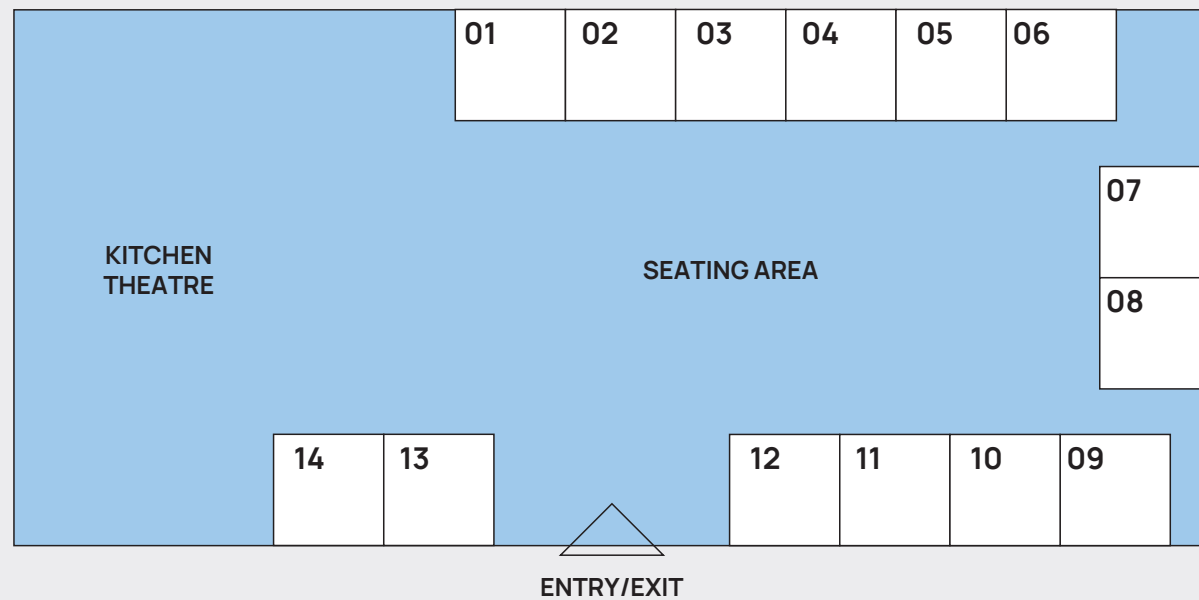 01 02 03 04 05 06
07
KITCHEN
THEATRE
SEATING AREA
08
14 13 12 11 10 09
ENTRY/EXIT